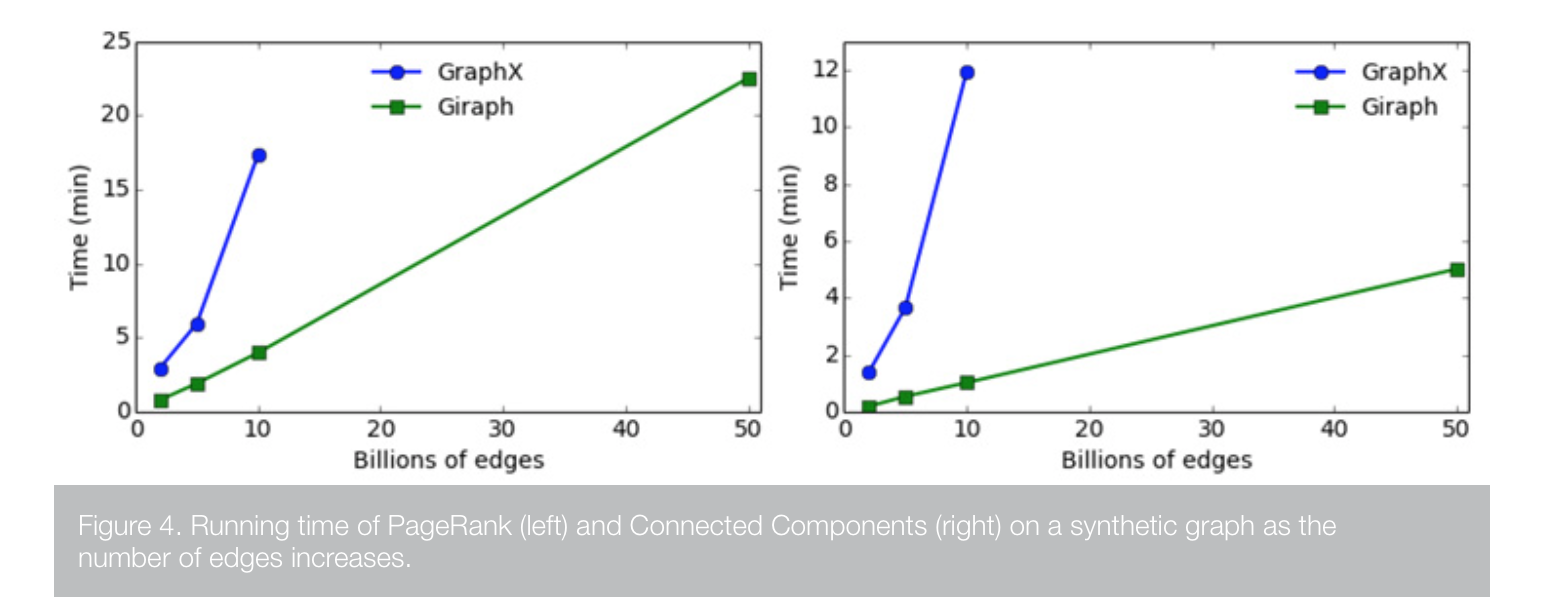 25
20
15
10
5
0
Time (min)
GraphX
Giraph
0 10 20 30 40 50
Billions of edges
12
10
8
6
4
2
0
Time (min)
GraphX
Giraph
0 10 20 30 40 50
Billions of edges
Figure 4. Running time of PageRank (left) and Connected Components (right) on a synthetic graph as the
number of edges increases.